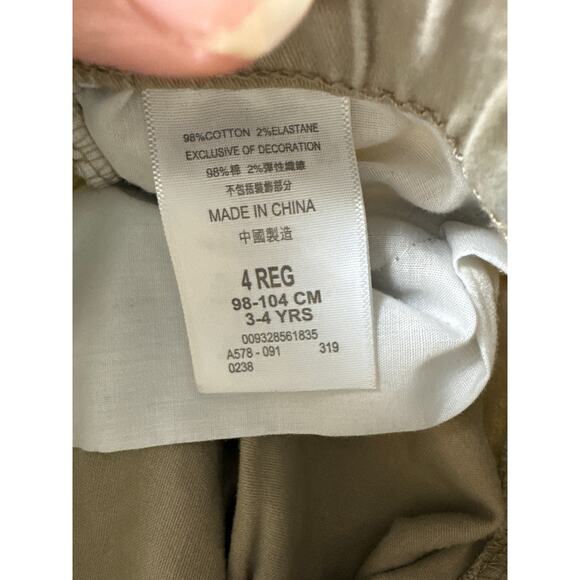 98%COTTON 2%ELASTANE
EXCLUSIVE OF DECORATION
98%棉 2%彈性纖維
不包括裝飾部分
MADE IN CHINA
中國製造
4 REG
98-104 CM
3-4 YRS
009328561835
A578 - 091 319
0238